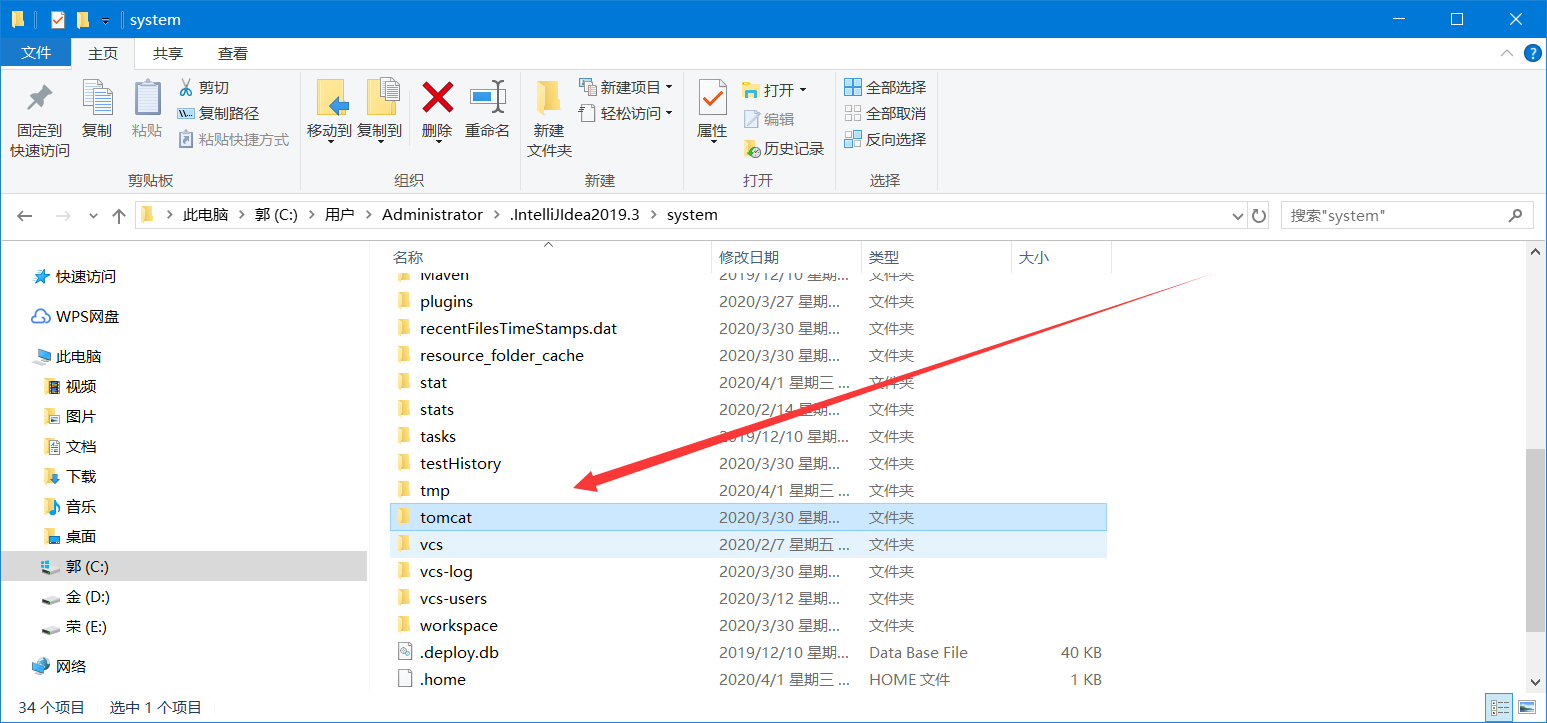 system
文件 主页 共享 查看
固定到快速访问 复制 粘贴 剪切 复制路径 粘贴快捷方式
移动到 复制到 删除 重命名
新建文件夹 新建项目 轻松访问
属性 打开 编辑 历史记录
全部选择 全部取消 反向选择
剪贴板 组织 新建 打开 选择
此电脑 郭 (C:) 用户 Administrator .IntelliJIdea2019.3 system
搜索"system"
快速访问
WPS网盘
此电脑
视频
图片
文档
下载
音乐
桌面
郭 (C:)
金 (D:)
荣 (E:)
网络
名称 修改日期 类型 大小
Maven 2019/12/10 星期... 文件夹
plugins 2020/3/27 星期... 文件夹
recentFilesTimeStamps.dat 2020/3/30 星期... 文件夹
resource_folder_cache 2020/3/30 星期... 文件夹
stat 2020/4/1 星期三 ... 文件夹
stats 2020/2/14 星期... 文件夹
tasks 2019/12/10 星期... 文件夹
testHistory 2020/3/30 星期... 文件夹
tmp 2020/4/1 星期三 ... 文件夹
tomcat 2020/3/30 星期... 文件夹
vcs 2020/2/7 星期五 ... 文件夹
vcs-log 2020/3/30 星期... 文件夹
vcs-users 2020/3/12 星期... 文件夹
workspace 2020/3/30 星期... 文件夹
.deploy.db 2019/12/10 星期... Data Base File 40 KB
.home 2020/4/1 星期三 ... HOME 文件 1 KB
34 个项目 选中 1 个项目